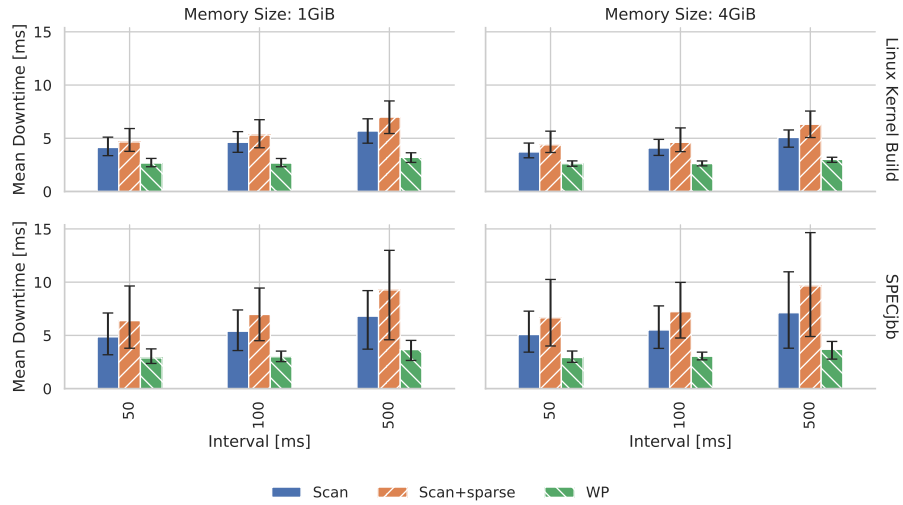 Memory Size: 1GiB
Memory Size: 4GiB
Mean Downtime [ms]
15
10
5
0
Linux Kernel Build
Mean Downtime [ms]
15
10
5
0
SPECjbb
50
100
500
50
100
500
Interval [ms]
Interval [ms]
Scan
Scan+sparse
WP